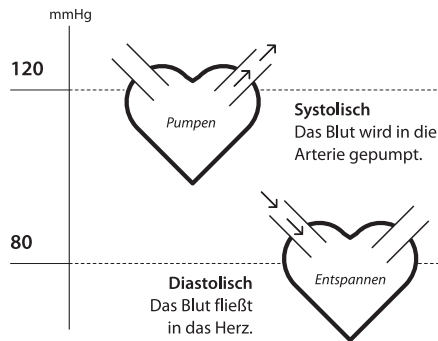 mmHg
120
Pumpen
Systolisch
Das Blut wird in die
Arterie gepumpt.
80
Diastolisch
Das Blut fließt
in das Herz.
Entspannen